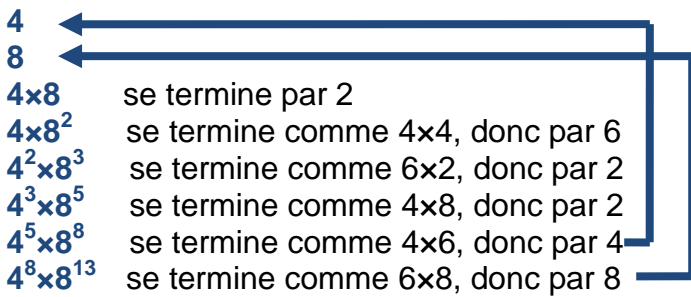 4
8
4×8 se termine par 2
4×8² se termine comme 4×4, donc par 6
4²×8³ se termine comme 6×2, donc par 2
4³×8⁵ se termine comme 4×8, donc par 2
4⁵×8⁸ se termine comme 4×6, donc par 4
4⁸×8¹³ se termine comme 6×8, donc par 8